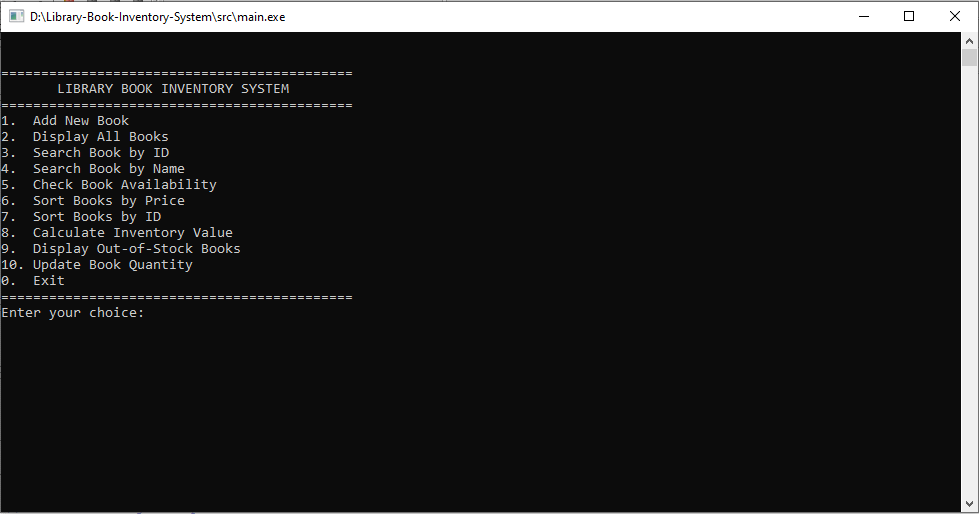 D:\Library-Book-Inventory-System\src\main.exe
============================================
       LIBRARY BOOK INVENTORY SYSTEM
============================================
1.  Add New Book
2.  Display All Books
3.  Search Book by ID
4.  Search Book by Name
5.  Check Book Availability
6.  Sort Books by Price
7.  Sort Books by ID
8.  Calculate Inventory Value
9.  Display Out-of-Stock Books
10. Update Book Quantity
0.  Exit
============================================
Enter your choice: